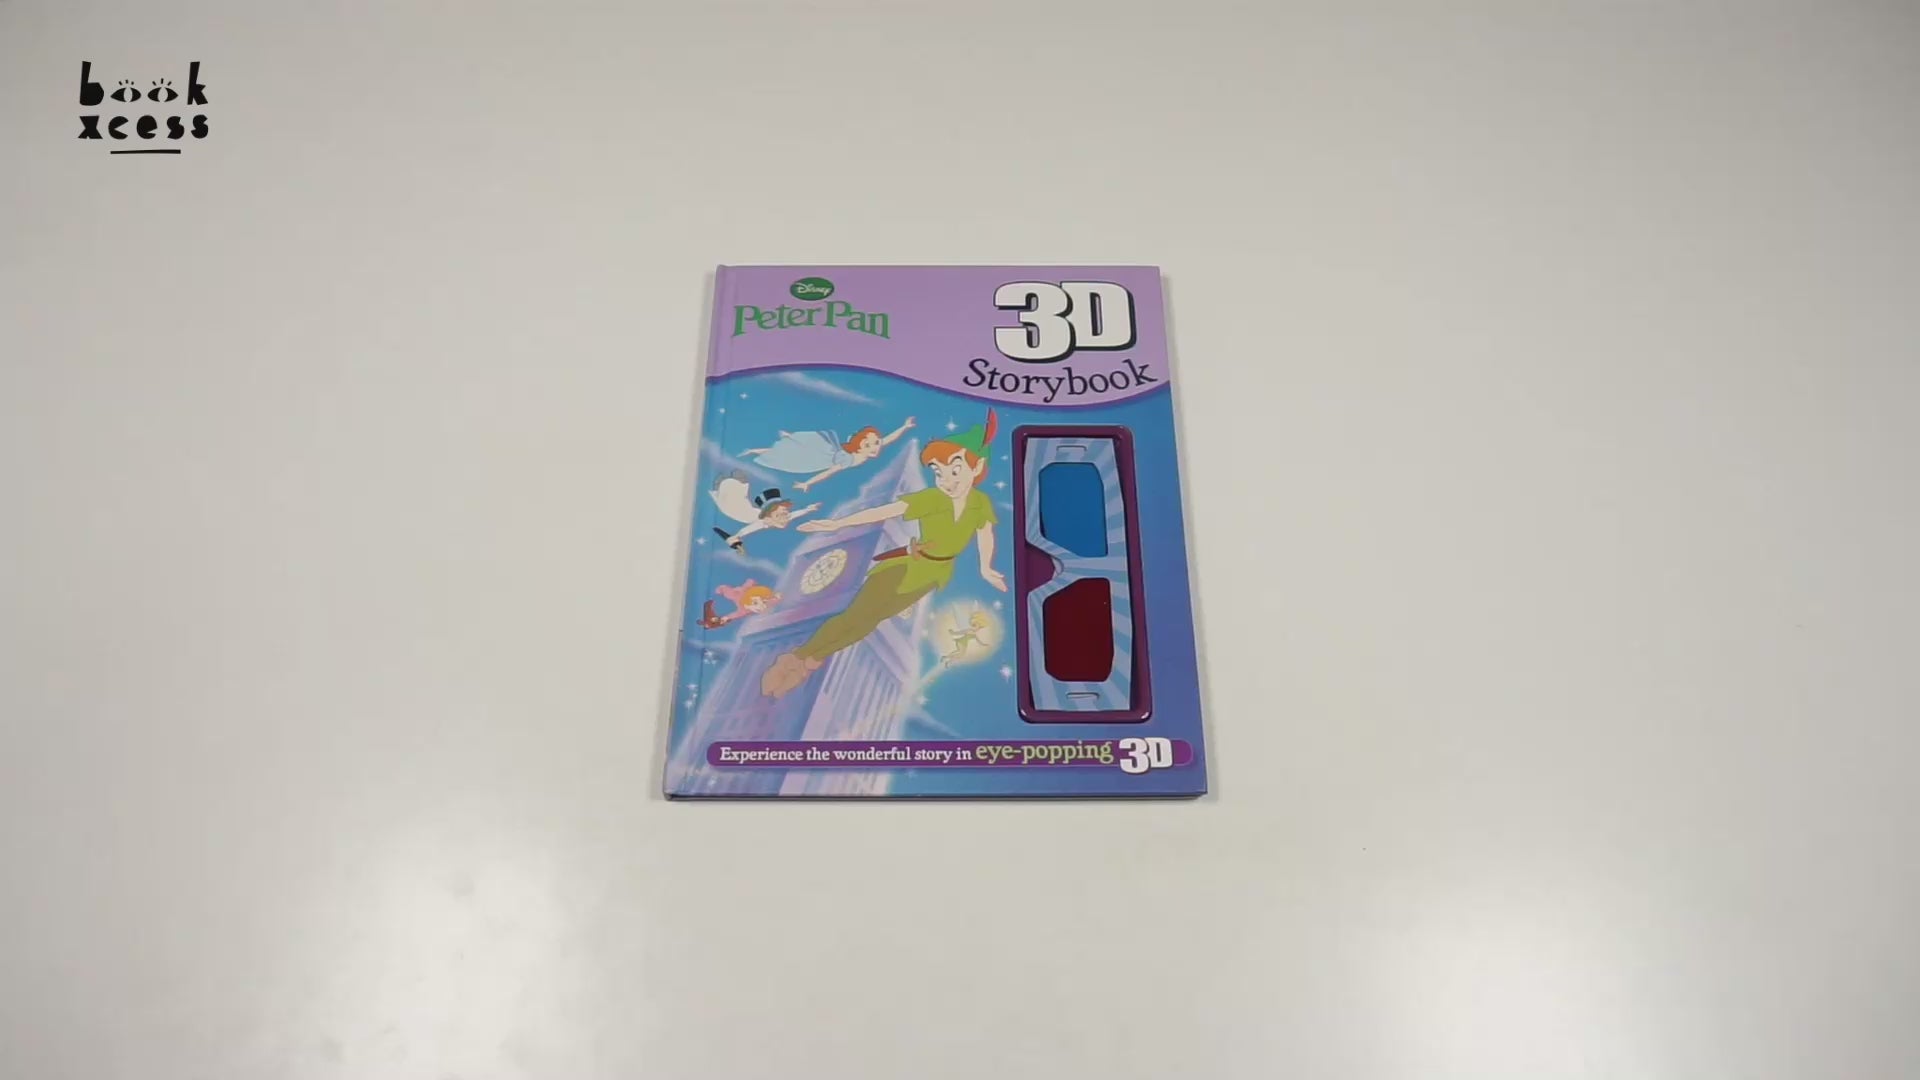 book
xcess
Disney
Peter Pan
3D
Storybook
Experience the wonderful story in eye-popping 3D